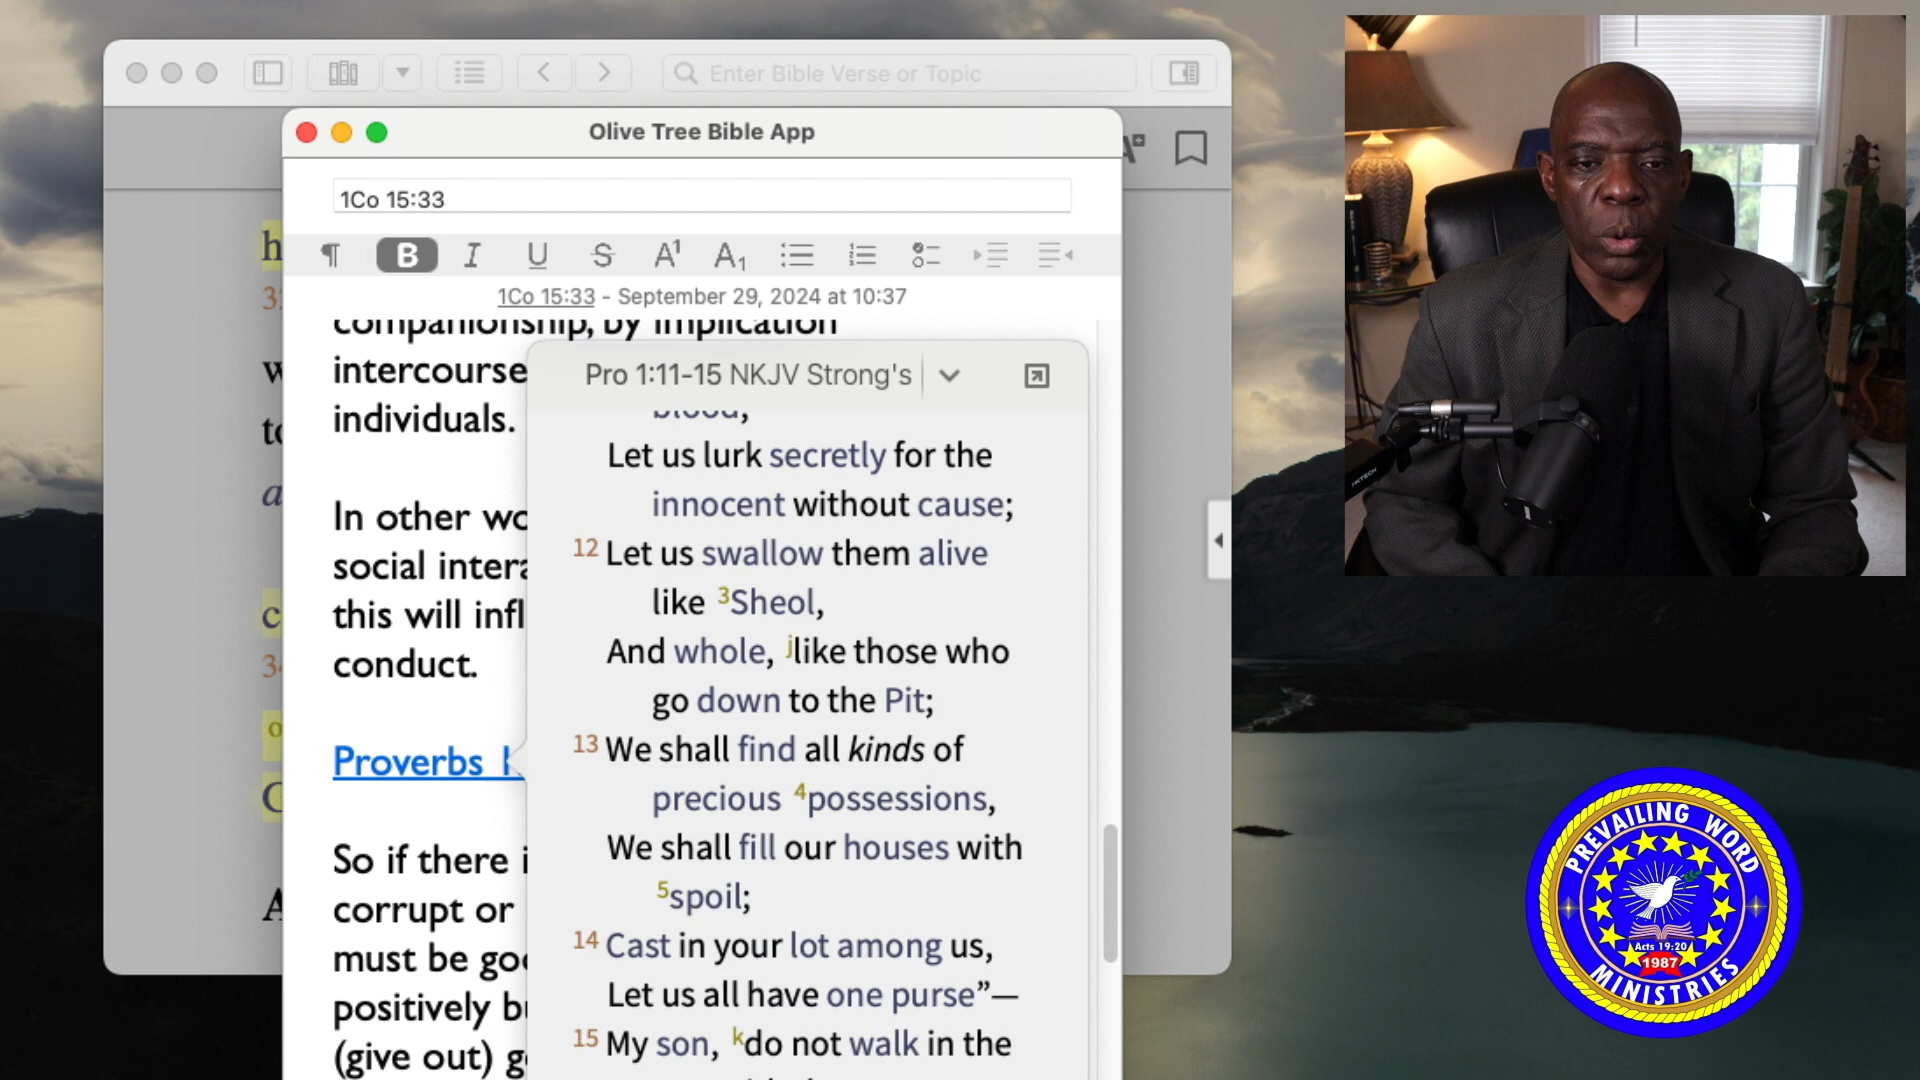 Enter Bible Verse or Topic
Olive Tree Bible App
1Co 15:33
1Co 15:33 - September 29, 2024 at 10:37
companionship, by implication
intercourse
individuals.
In other
social
this will
conduct.
Proverbs
So if there
corrupt or
must be
positively
(give out)
Pro 1:11-15 NKJV Strong's
blood,
Let us lurk secretly for the
innocent without cause;
12 Let us swallow them alive
like 3Sheol,
And whole, jlike those who
go down to the Pit;
13 We shall find all kinds of
precious 4possessions,
We shall fill our houses with
5spoil;
14 Cast in your lot among us,
Let us all have one purse”—
15 My son, kdo not walk in the
PREVAILING WORD
Acts 19:20
1987
MINISTRIES